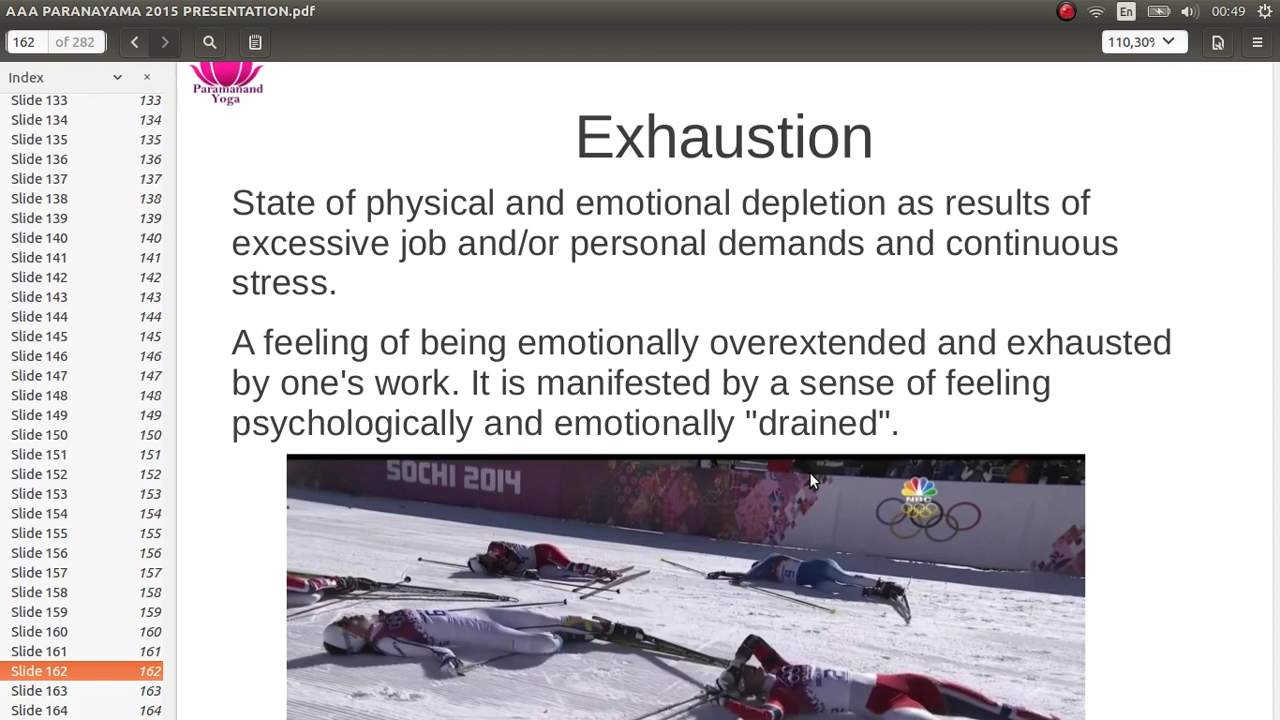 AAA PARANAYAMA 2015 PRESENTATION.pdf
En
00:49
162 of 282
110,30%
Index
Slide 133 133
Slide 134 134
Slide 135 135
Slide 136 136
Slide 137 137
Slide 138 138
Slide 139 139
Slide 140 140
Slide 141 141
Slide 142 142
Slide 143 143
Slide 144 144
Slide 145 145
Slide 146 146
Slide 147 147
Slide 148 148
Slide 149 149
Slide 150 150
Slide 151 151
Slide 152 152
Slide 153 153
Slide 154 154
Slide 155 155
Slide 156 156
Slide 157 157
Slide 158 158
Slide 159 159
Slide 160 160
Slide 161 161
Slide 162 162
Slide 163 163
Slide 164 164
Paramanand
Yoga
Exhaustion
State of physical and emotional depletion as results of
excessive job and/or personal demands and continuous
stress.
A feeling of being emotionally overextended and exhausted
by one's work. It is manifested by a sense of feeling
psychologically and emotionally "drained".
SOCHI 2014
NBC